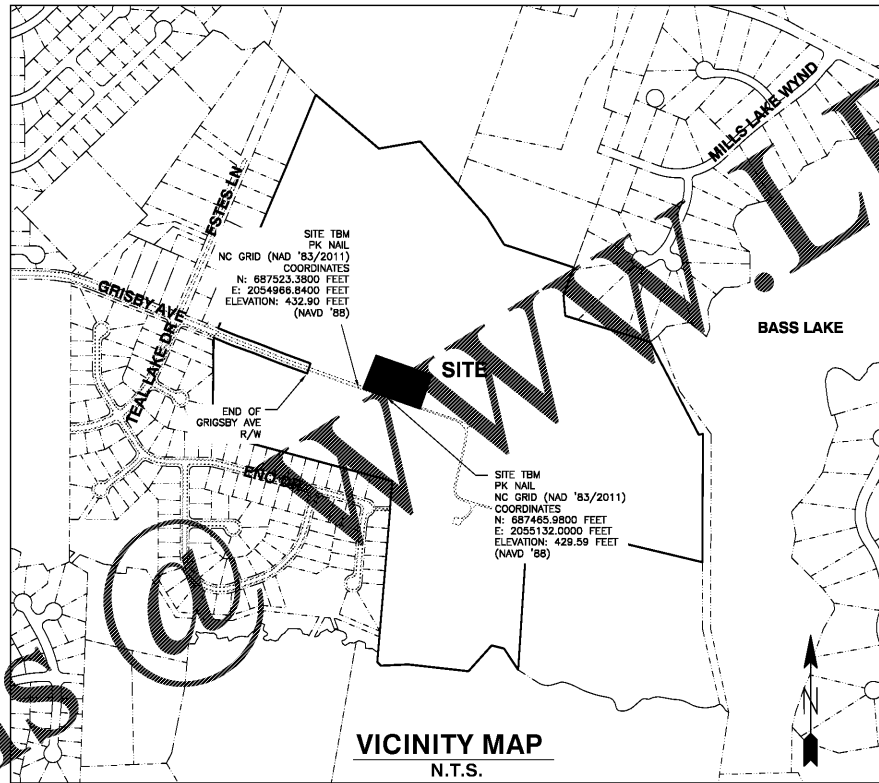 MILLS LAKE WYND
ESTES LN
SITE TBM
PK NAIL
NC GRID (NAD '83/2011)
COORDINATES
N: 687523.3800 FEET
E: 2054966.8400 FEET
ELEVATION: 432.90 FEET
(NAVD '88)
GRISBY AVE
BASS LAKE
TEAL LAKE DRIVE
SITE
END OF
GRIGSBY AVE
R/W
SITE TBM
PK NAIL
NC GRID (NAD '83/2011)
COORDINATES
N: 687465.9800 FEET
E: 2055132.0000 FEET
ELEVATION: 429.59 FEET
(NAVD '88)
@ WWW.L
N
VICINITY MAP
N.T.S.